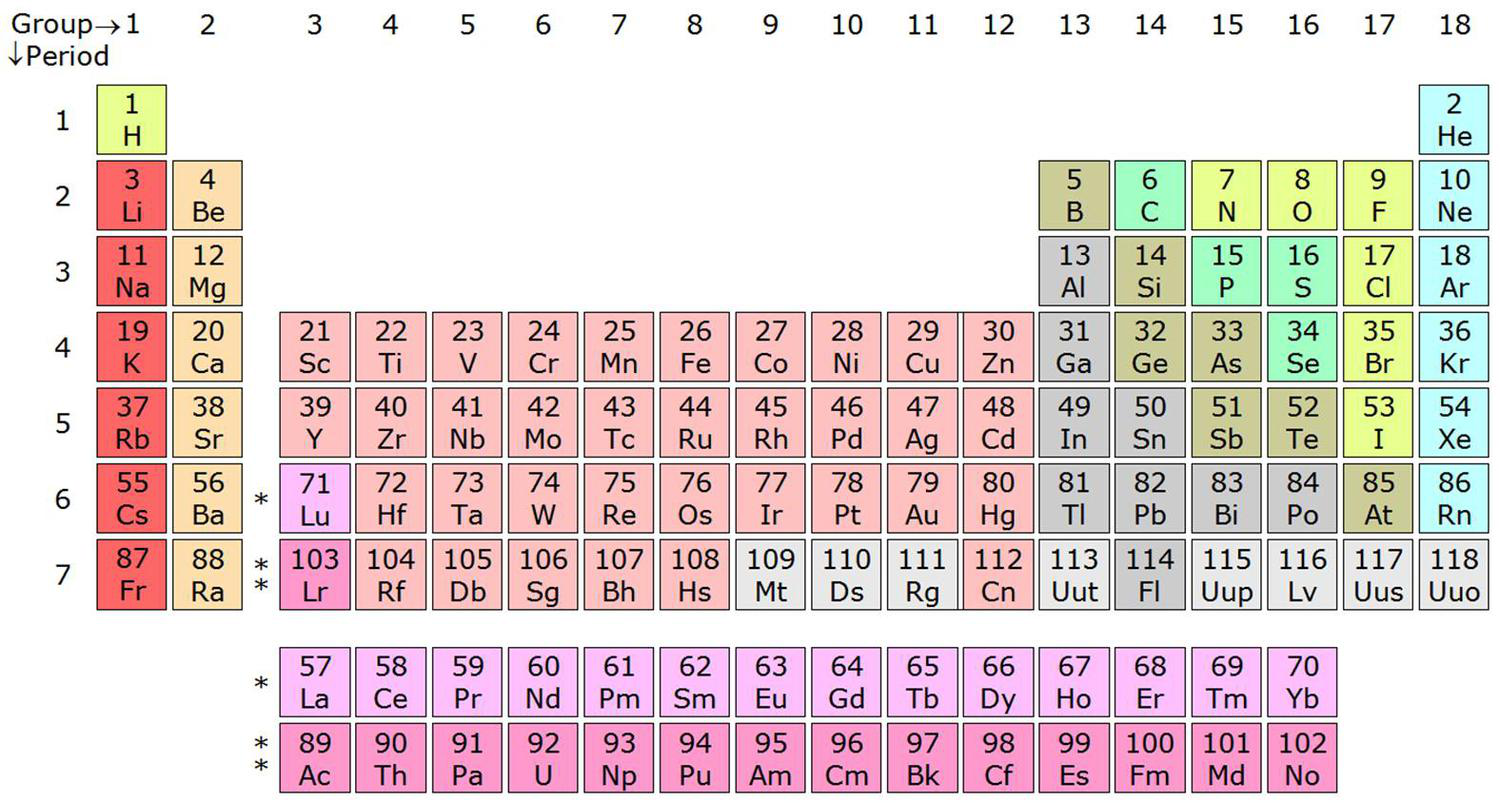 Group→1 2 3 4 5 6 7 8 9 10 11 12 13 14 15 16 17 18
↓Period
1 1 2
H He
2 3 4 5 6 7 8 9 10
Li Be B C N O F Ne
3 11 12 13 14 15 16 17 18
Na Mg Al Si P S Cl Ar
4 19 20 21 22 23 24 25 26 27 28 29 30 31 32 33 34 35 36
K Ca Sc Ti V Cr Mn Fe Co Ni Cu Zn Ga Ge As Se Br Kr
5 37 38 39 40 41 42 43 44 45 46 47 48 49 50 51 52 53 54
Rb Sr Y Zr Nb Mo Tc Ru Rh Pd Ag Cd In Sn Sb Te I Xe
6 55 56 * 71 72 73 74 75 76 77 78 79 80 81 82 83 84 85 86
Cs Ba Lu Hf Ta W Re Os Ir Pt Au Hg Tl Pb Bi Po At Rn
7 87 88 * 103 104 105 106 107 108 109 110 111 112 113 114 115 116 117 118
Fr Ra * Lr Rf Db Sg Bh Hs Mt Ds Rg Cn Uut Fl Uup Lv Uus Uuo
* 57 58 59 60 61 62 63 64 65 66 67 68 69 70
La Ce Pr Nd Pm Sm Eu Gd Tb Dy Ho Er Tm Yb
* 89 90 91 92 93 94 95 96 97 98 99 100 101 102
* Ac Th Pa U Np Pu Am Cm Bk Cf Es Fm Md No